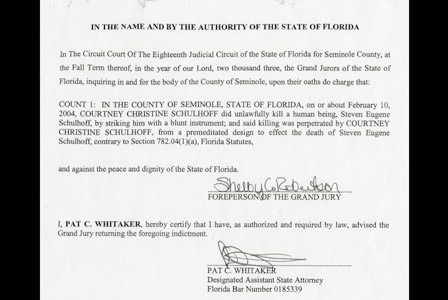 IN THE NAME AND BY THE AUTHORITY OF THE STATE OF FLORIDA
In The Circuit Court Of The Eighteenth Judicial Circuit of the State of Florida for Seminole County, at
the Fall Term thereof, in the year of our Lord, two thousand three, the Grand Jurors of the State of
Florida, inquiring in and for the body of the County of Seminole, upon their oaths do charge that:
COUNT 1: IN THE COUNTY OF SEMINOLE, STATE OF FLORIDA, on or about February 10,
2004, COURTNEY CHRISTINE SCHULHOFF did unlawfully kill a human being, Steven Eugene
Schulhoff, by striking him with a blunt instrument; and said killing was perpetrated by COURTNEY
CHRISTINE SCHULHOFF, from a premeditated design to effect the death of Steven Eugene
Schulhoff, contrary to Section 782.04(1)(a), Florida Statutes,
and against the peace and dignity of the State of Florida.
Shelby C. Robertson
FOREPERSON OF THE GRAND JURY
I, PAT C. WHITAKER, hereby certify that I have, as authorized and required by law, advised the
Grand Jury returning the foregoing indictment.
PAT C. WHITAKER
Designated Assistant State Attorney
Florida Bar Number 0185339